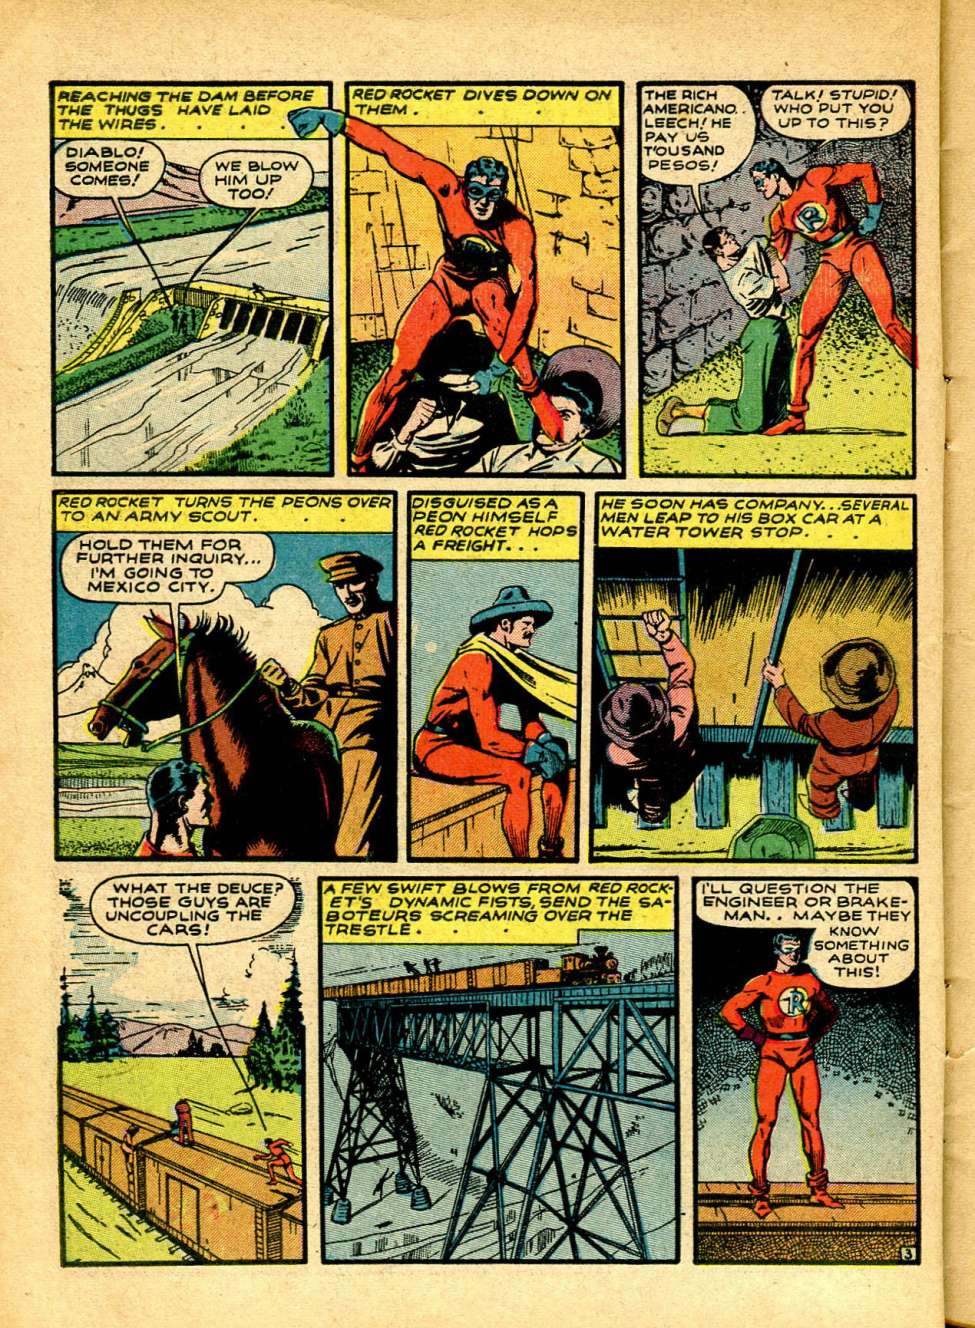 REACHING THE DAM BEFORE
THE THUGS HAVE LAID
THE WIRES. . . .
DIABLO!
SOMEONE
COMES!
WE BLOW
HIM UP
TOO!
RED ROCKET DIVES DOWN ON
THEM. . . .
THE RICH
AMERICANO..
LEECH! HE
PAY US
T'OUSAND
PESOS!
TALK! STUPID!
WHO PUT YOU
UP TO THIS?
R
RED ROCKET TURNS THE PEONS OVER
TO AN ARMY SCOUT. . . .
HOLD THEM FOR
FURTHER INQUIRY...
I'M GOING TO
MEXICO CITY.
DISGUISED AS A
PEON HIMSELF
RED ROCKET HOPS
A FREIGHT...
HE SOON HAS COMPANY...SEVERAL
MEN LEAP TO HIS BOX CAR AT A
WATER TOWER STOP. . . .
WHAT THE DEUCE?
THOSE GUYS ARE
UNCOUPLING THE
CARS!
A FEW SWIFT BLOWS FROM RED ROCK-
ET'S DYNAMIC FISTS, SEND THE SA-
BOTEURS SCREAMING OVER THE
TRESTLE. . . .
I'LL QUESTION THE
ENGINEER OR BRAKE-
MAN.. MAYBE THEY
KNOW
SOMETHING
ABOUT
THIS!
R
3